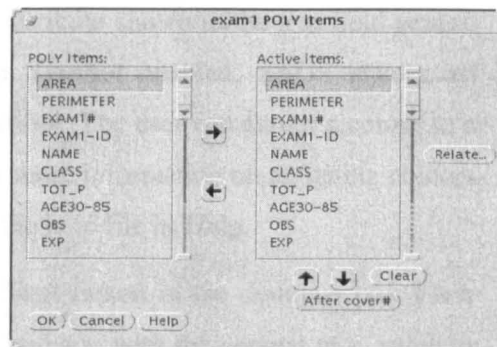 exam1 POLY items
POLY Items:
AREA
PERIMETER
EXAM1#
EXAM1-ID
NAME
CLASS
TOT_P
AGE30-85
OBS
EXP
Active Items:
AREA
PERIMETER
EXAM1#
EXAM1-ID
NAME
CLASS
TOT_P
AGE30-85
OBS
EXP
Relate...
Clear
After cover#
OK Cancel Help